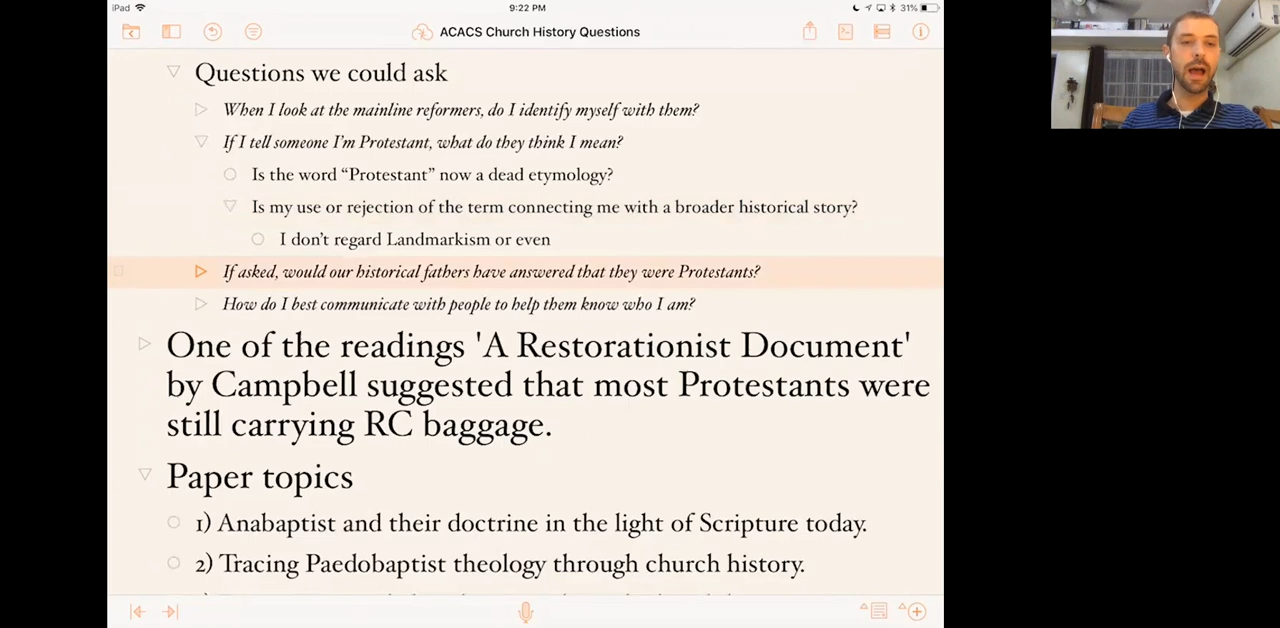 iPad
9:22 PM
31%
ACACS Church History Questions
Questions we could ask
When I look at the mainline reformers, do I identify myself with them?
If I tell someone I'm Protestant, what do they think I mean?
Is the word “Protestant” now a dead etymology?
Is my use or rejection of the term connecting me with a broader historical story?
I don't regard Landmarkism or even
If asked, would our historical fathers have answered that they were Protestants?
How do I best communicate with people to help them know who I am?
One of the readings 'A Restorationist Document'
by Campbell suggested that most Protestants were
still carrying RC baggage.
Paper topics
1) Anabaptist and their doctrine in the light of Scripture today.
2) Tracing Paedobaptist theology through church history.